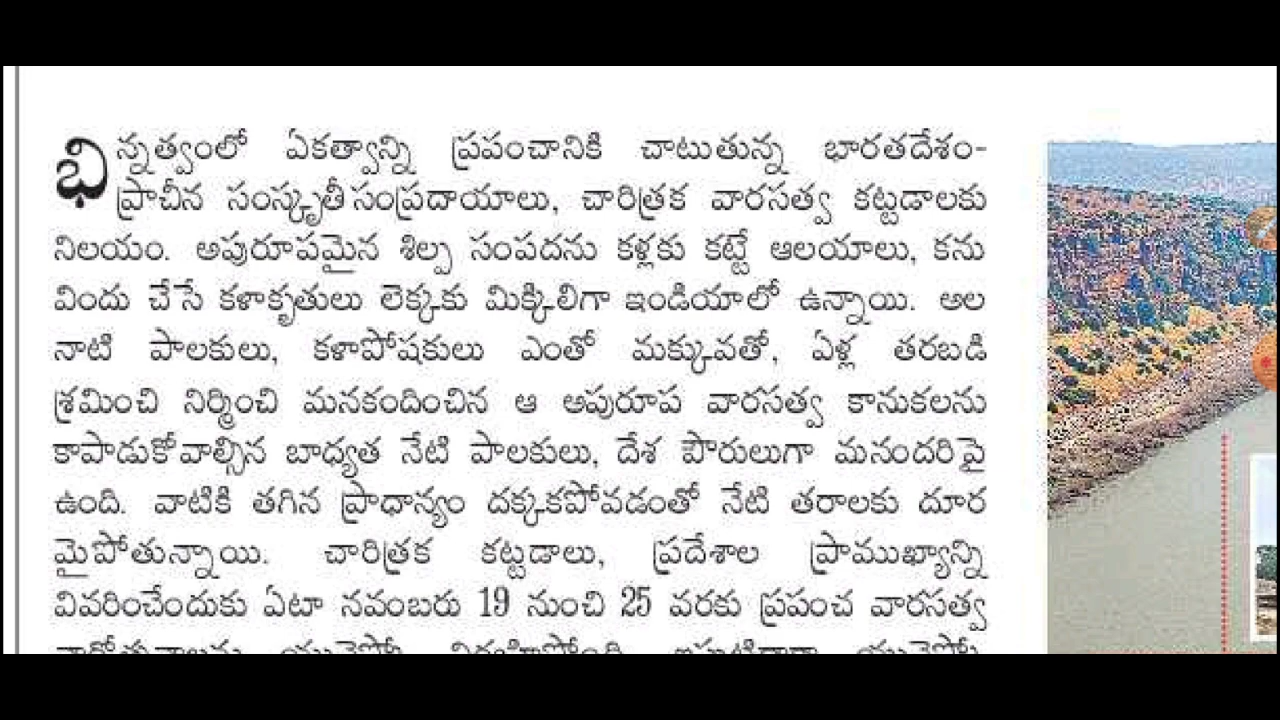 భిన్నత్వంలో ఏకత్వాన్ని ప్రపంచానికి చాటుతున్న భారతదేశం-
ప్రాచీన సంస్కృతీసంప్రదాయాలు, చారిత్రక వారసత్వ కట్టడాలకు
నిలయం. అపురూపమైన శిల్ప సంపదను కళ్లకు కట్టే ఆలయాలు, కను
విందు చేసే కళాకృతులు లెక్కకు మిక్కిలిగా ఇండియాలో ఉన్నాయి. అల
నాటి పాలకులు, కళాపోషకులు ఎంతో మక్కువతో, ఏళ్ల తరబడి
శ్రమించి నిర్మించి మనకందించిన ఆ అపురూప వారసత్వ కానుకలను
కాపాడుకోవాల్సిన బాధ్యత నేటి పాలకులు, దేశ పౌరులుగా మనందరిపై
ఉంది. వాటికి తగిన ప్రాధాన్యం దక్కకపోవడంతో నేటి తరాలకు దూర
మైపోతున్నాయి. చారిత్రక కట్టడాలు, ప్రదేశాల ప్రాముఖ్యాన్ని
వివరించేందుకు ఏటా నవంబరు 19 నుంచి 25 వరకు ప్రపంచ వారసత్వ